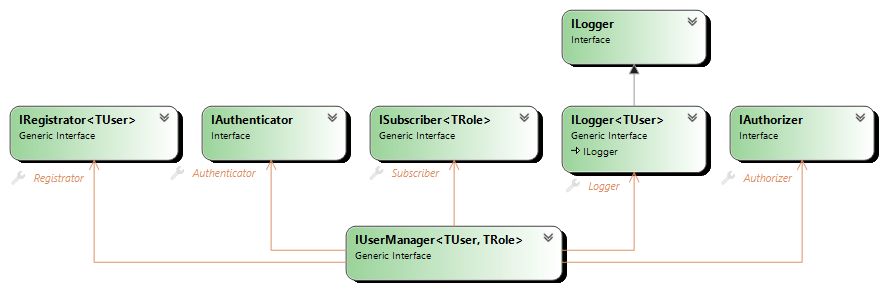 ILogger
Interface
IRegistrator<TUser>
Generic Interface
IAuthenticator
Interface
ISubscriber<TRole>
Generic Interface
ILogger<TUser>
Generic Interface
ILogger
IAuthorizer
Interface
Registrator
Authenticator
Subscriber
Logger
Authorizer
IUserManager<TUser, TRole>
Generic Interface